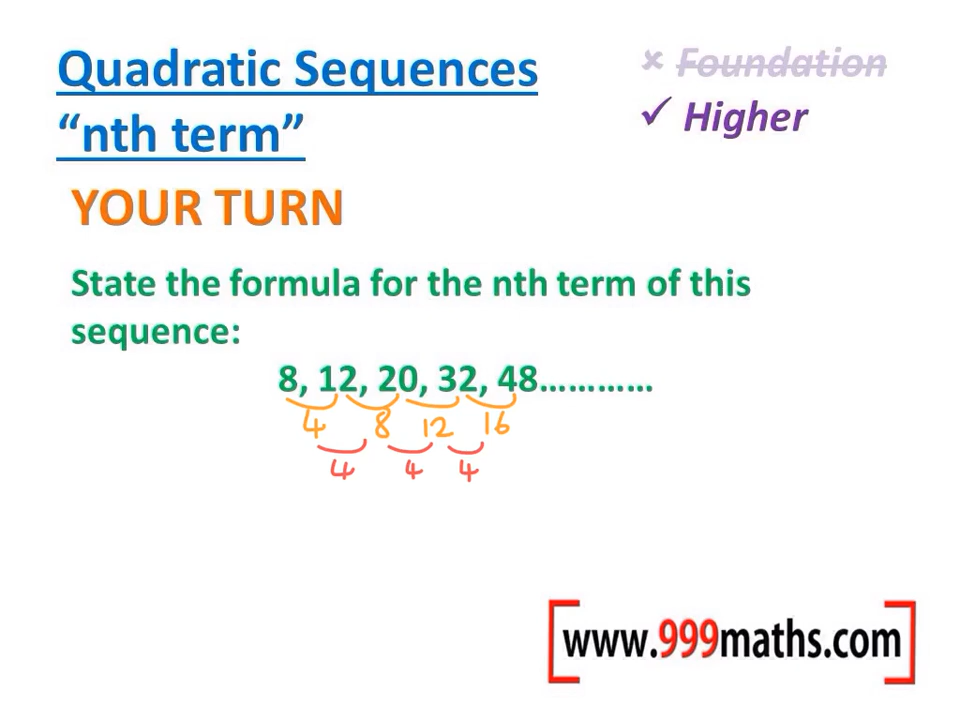 Quadratic Sequences
“nth term”
× Foundation
✓ Higher
YOUR TURN
State the formula for the nth term of this
sequence:
8, 12, 20, 32, 48…………
4 8 12 16
4 4 4
www.999maths.com